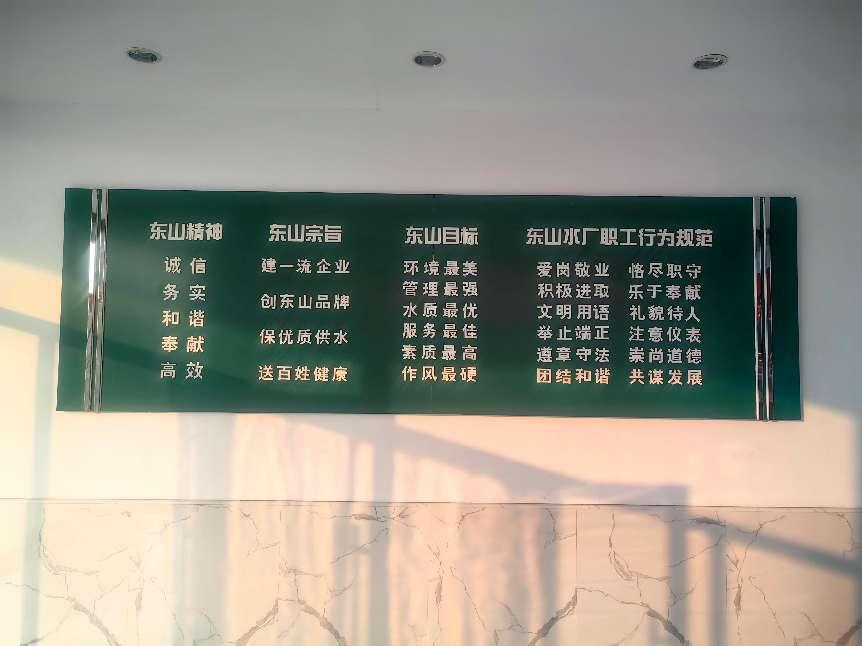 东山精神
诚信
务实
和谐
奉献
高效
东山宗旨
建一流企业
创东山品牌
保优质供水
送百姓健康
东山目标
环境最美
管理最强
水质最优
服务最佳
素质最高
作风最硬
东山水厂职工行为规范
爱岗敬业 恪尽职守
积极进取 乐于奉献
文明用语 礼貌待人
举止端正 注意仪表
遵章守法 崇尚道德
团结和谐 共谋发展